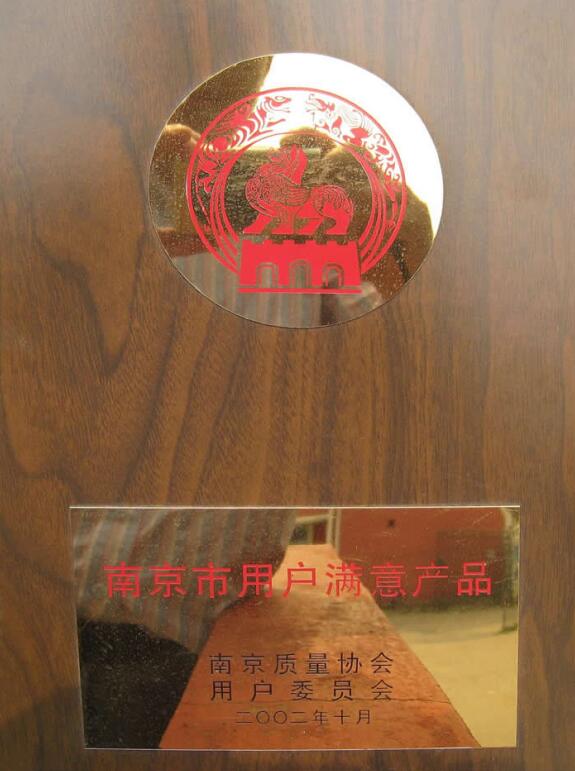 南京市用户满意产品
南京质量协会
用户委员会
二〇〇二年十月